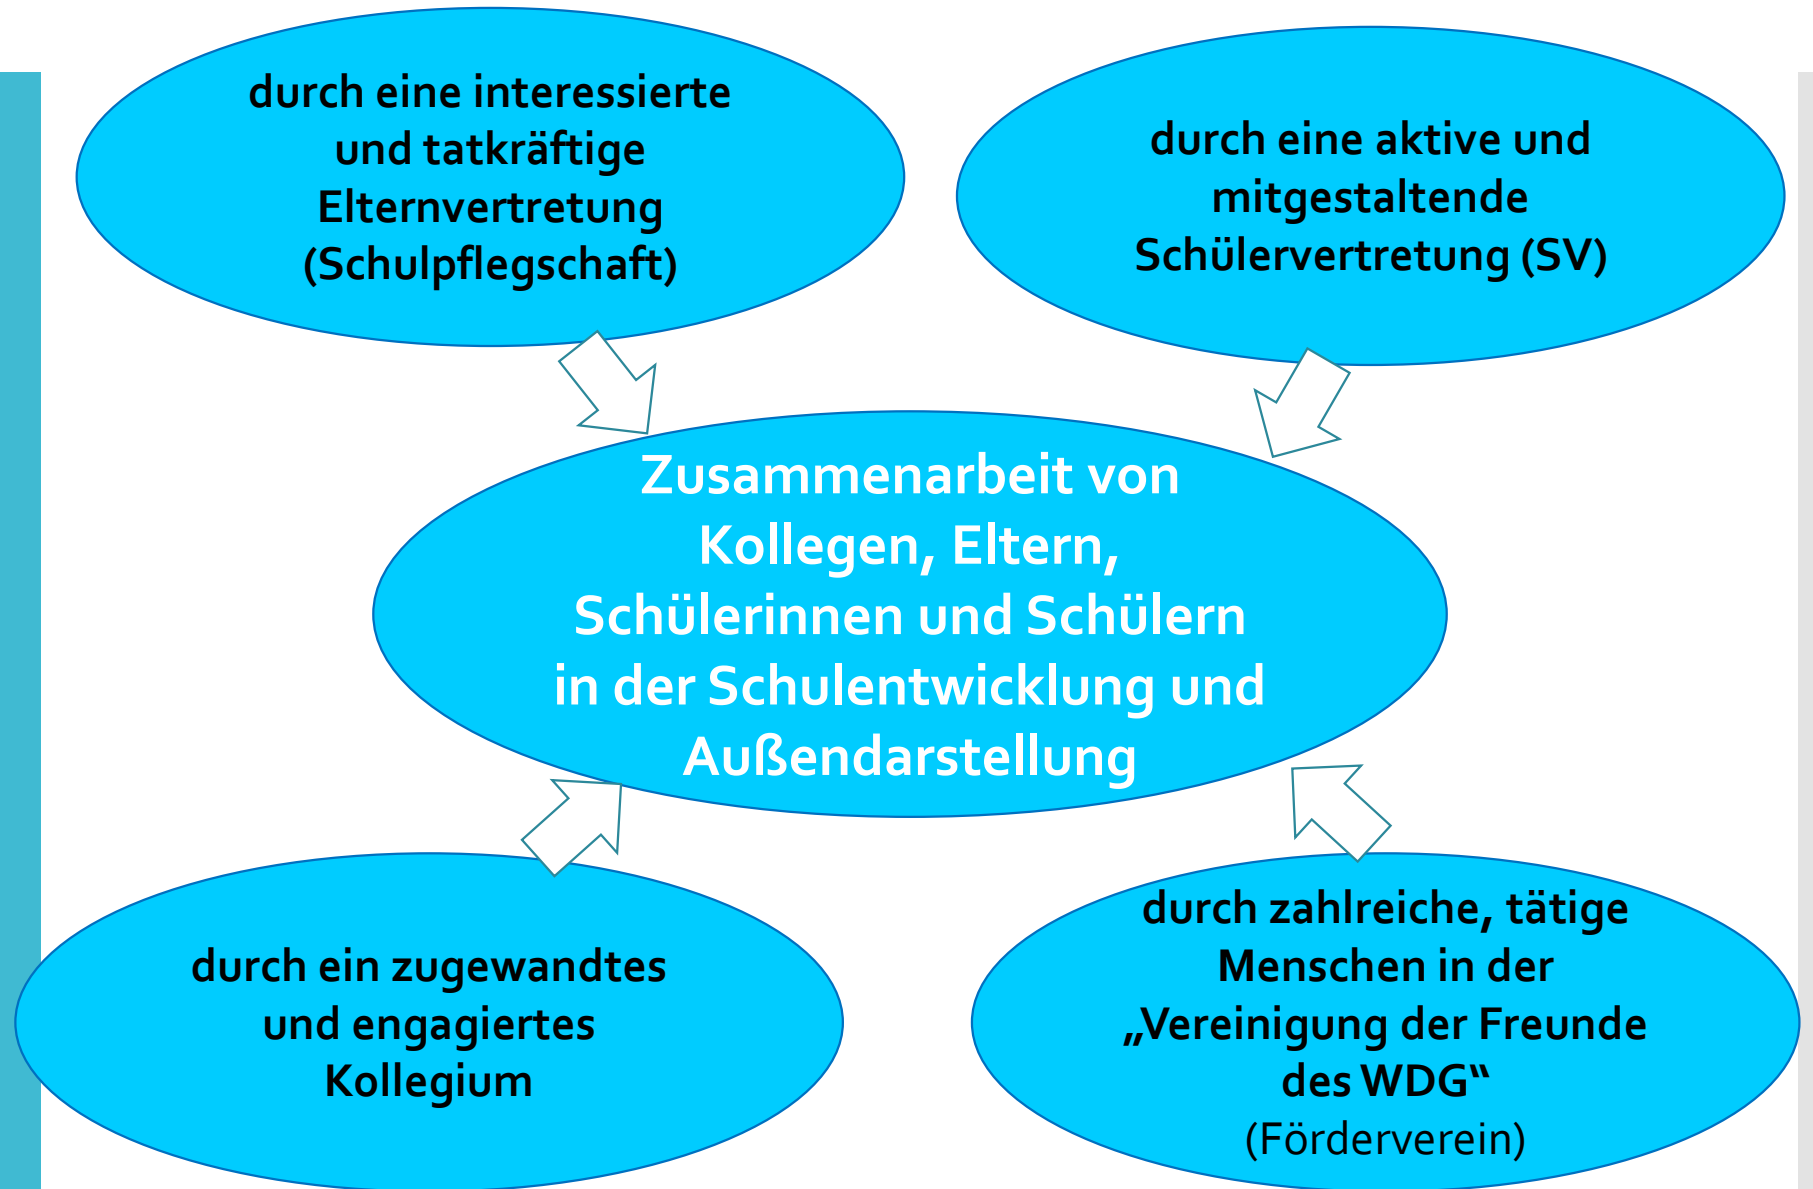 durch eine interessierte
und tatkräftige
Elternvertretung
(Schulpflegschaft)
durch eine aktive und
mitgestaltende
Schülervertretung (SV)
Zusammenarbeit von
Kollegen, Eltern,
Schülerinnen und Schülern
in der Schulentwicklung und
Außendarstellung
durch ein zugewandtes
und engagiertes
Kollegium
durch zahlreiche, tätige
Menschen in der
„Vereinigung der Freunde
des WDG“
(Förderverein)